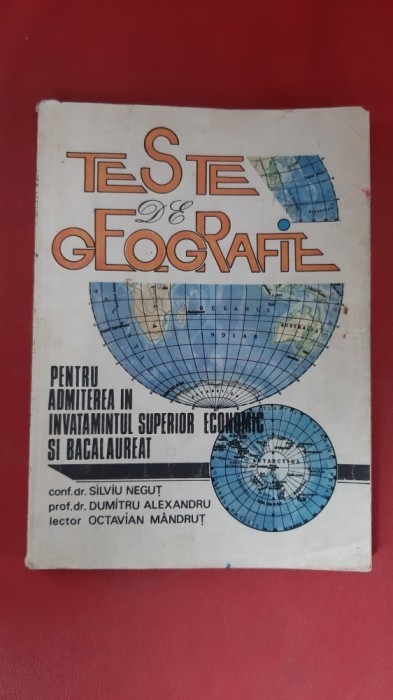 TESTE
DE
GEOGRAFIE
OCEANUL
INDIAN
AUSTRALIA
PENTRU
ADMITEREA IN
INVATAMINTUL SUPERIOR ECONOMIC
SI BACALAUREAT
ANTARCTICA
conf.dr. SILVIU NEGUȚ
prof.dr. DUMITRU ALEXANDRU
lector OCTAVIAN MÂNDRUȚ